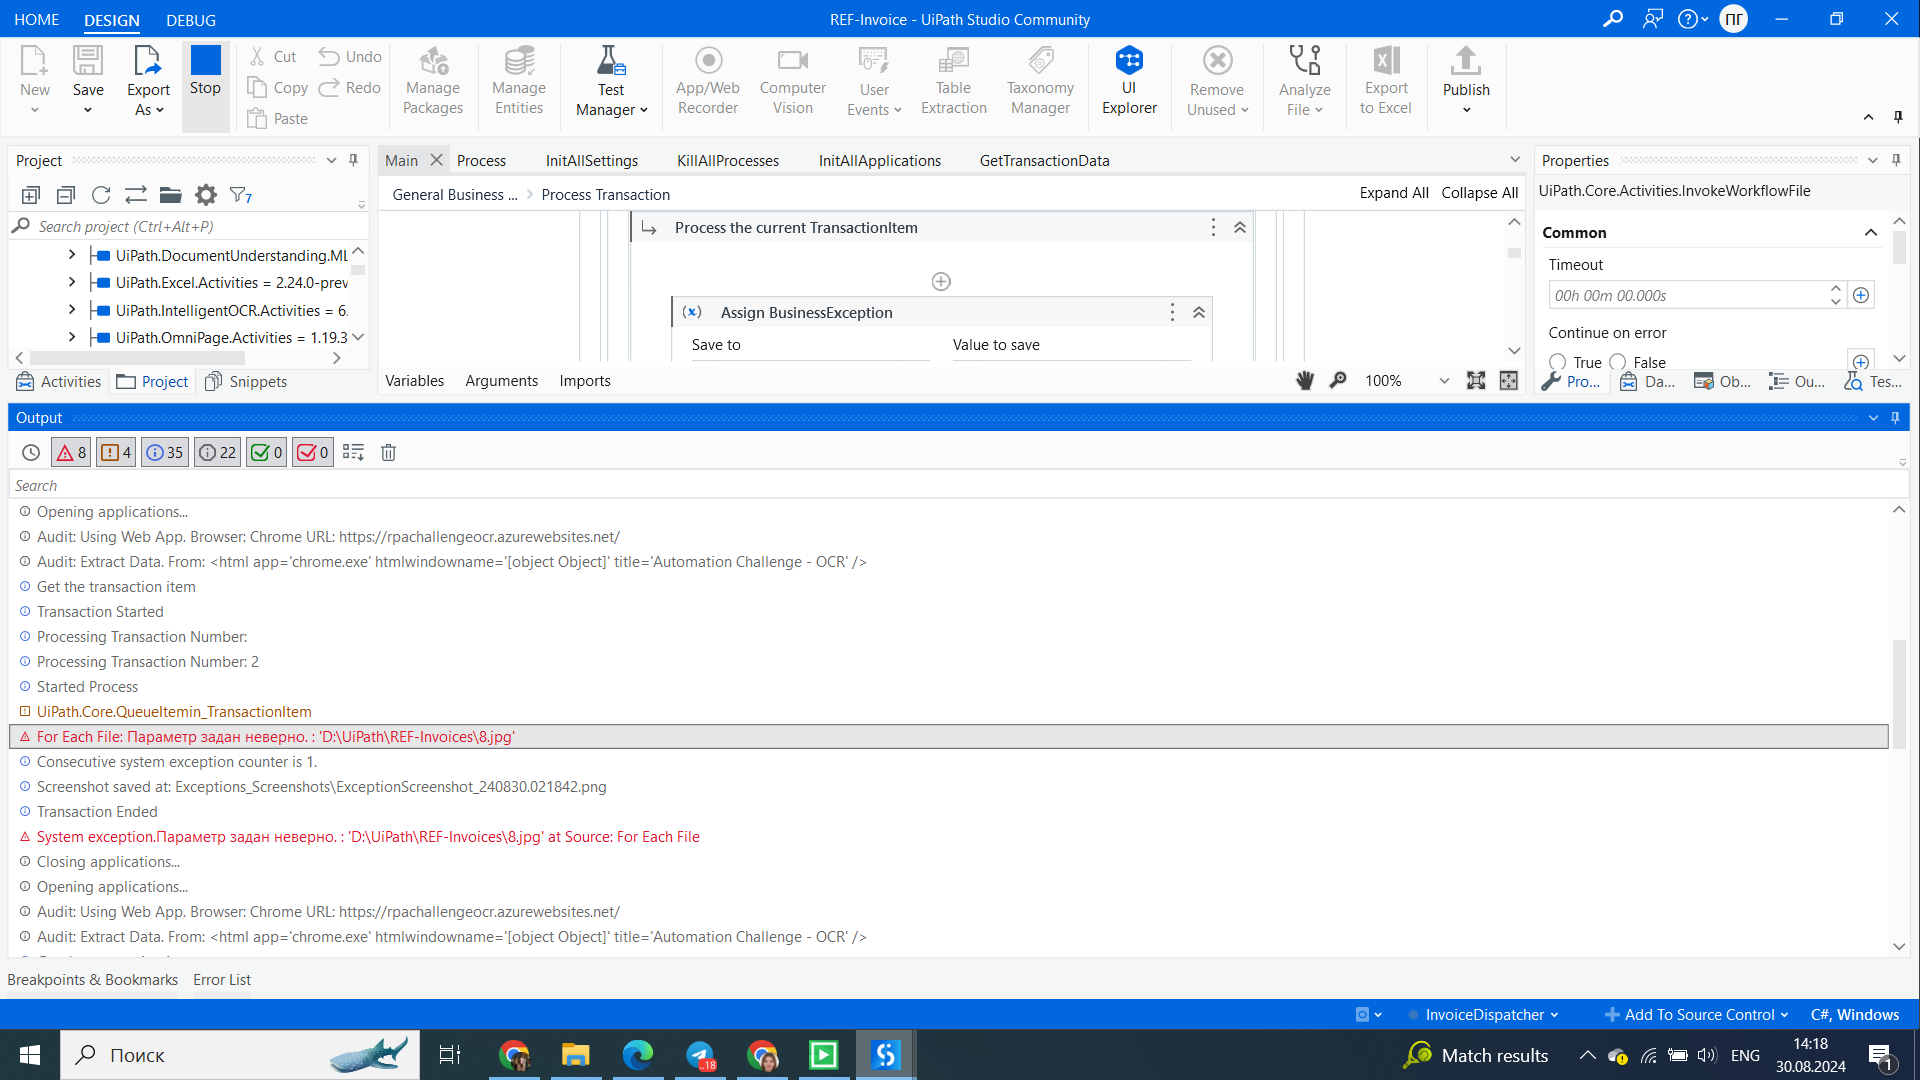 HOME DESIGN DEBUG REF-Invoice - UiPath Studio Community ПГ
New Save Export As Stop Cut Copy Paste Undo Redo Manage Packages Manage Entities Test Manager App/Web Recorder Computer Vision User Events Table Extraction Taxonomy Manager UI Explorer Remove Unused Analyze File Export to Excel Publish
Project
7
Search project (Ctrl+Alt+P)
UiPath.DocumentUnderstanding.ML
UiPath.Excel.Activities = 2.24.0-prev
UiPath.IntelligentOCR.Activities = 6.
UiPath.OmniPage.Activities = 1.19.3
Activities Project Snippets
Main Process InitAllSettings KillAllProcesses InitAllApplications GetTransactionData
General Business ... Process Transaction Expand All Collapse All
Process the current TransactionItem
Assign BusinessException
Save to Value to save
Variables Arguments Imports 100%
Properties
UiPath.Core.Activities.InvokeWorkflowFile
Common
Timeout
00h 00m 00.000s
Continue on error
True False
Pro... Da... Ob... Ou... Tes...
Output
8 4 35 22 0 0
Search
Opening applications...
Audit: Using Web App. Browser: Chrome URL: https://rpachallengeocr.azurewebsites.net/
Audit: Extract Data. From: <html app='chrome.exe' htmlwindowname='[object Object]' title='Automation Challenge - OCR' />
Get the transaction item
Transaction Started
Processing Transaction Number:
Processing Transaction Number: 2
Started Process
UiPath.Core.QueueItemin_TransactionItem
For Each File: Параметр задан неверно. : 'D:\UiPath\REF-Invoices\8.jpg'
Consecutive system exception counter is 1.
Screenshot saved at: Exceptions_Screenshots\ExceptionScreenshot_240830.021842.png
Transaction Ended
System exception.Параметр задан неверно. : 'D:\UiPath\REF-Invoices\8.jpg' at Source: For Each File
Closing applications...
Opening applications...
Audit: Using Web App. Browser: Chrome URL: https://rpachallengeocr.azurewebsites.net/
Audit: Extract Data. From: <html app='chrome.exe' htmlwindowname='[object Object]' title='Automation Challenge - OCR' />
Breakpoints & Bookmarks Error List
InvoiceDispatcher Add To Source Control C#, Windows
Поиск ..18 Match results ENG 14:18
30.08.2024 1